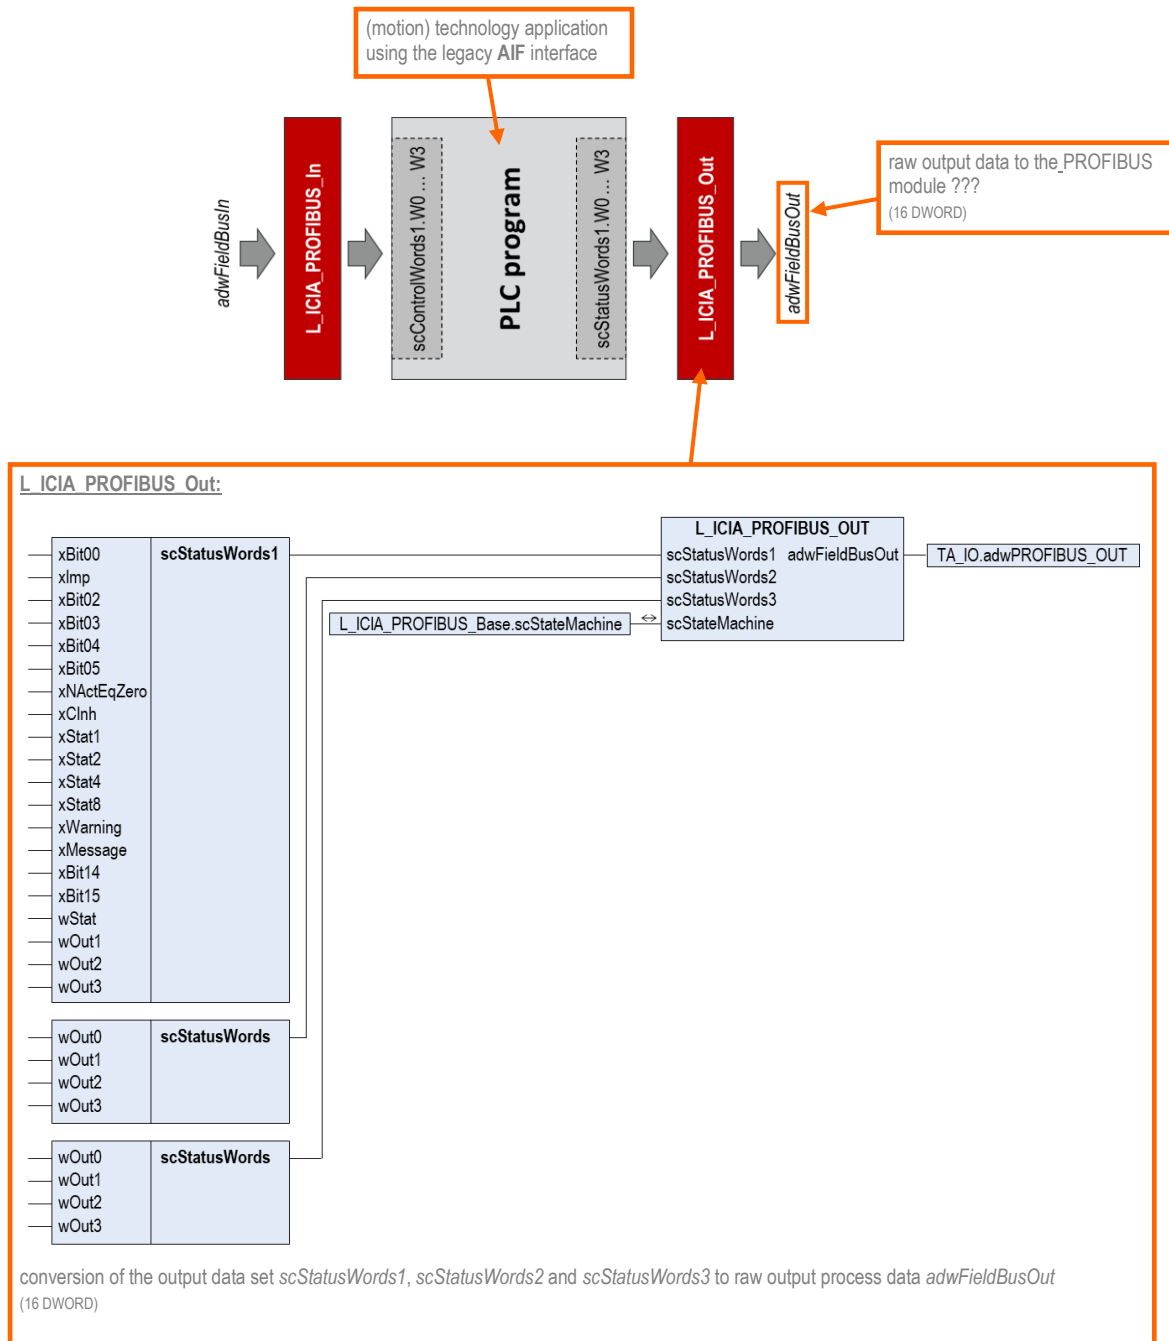 (motion) technology application
using the legacy AIF interface
adwFieldBusIn
L_ICIA_PROFIBUS_In
scControlWords1.W0 ... W3
PLC program
scStatusWords1.W0 ... W3
L_ICIA_PROFIBUS_Out
adwFieldBusOut
raw output data to the PROFIBUS
module ???
(16 DWORD)
L_ICIA_PROFIBUS_Out:
xBit00
xImp
xBit02
xBit03
xBit04
xBit05
xNActEqZero
xCInh
xStat1
xStat2
xStat4
xStat8
xWarning
xMessage
xBit14
xBit15
wStat
wOut1
wOut2
wOut3
scStatusWords1
wOut0
wOut1
wOut2
wOut3
scStatusWords
wOut0
wOut1
wOut2
wOut3
scStatusWords
L_ICIA_PROFIBUS_Base.scStateMachine
L_ICIA_PROFIBUS_OUT
scStatusWords1 adwFieldBusOut
scStatusWords2
scStatusWords3
scStateMachine
TA_IO.adwPROFIBUS_OUT
conversion of the output data set scStatusWords1, scStatusWords2 and scStatusWords3 to raw output process data adwFieldBusOut
(16 DWORD)